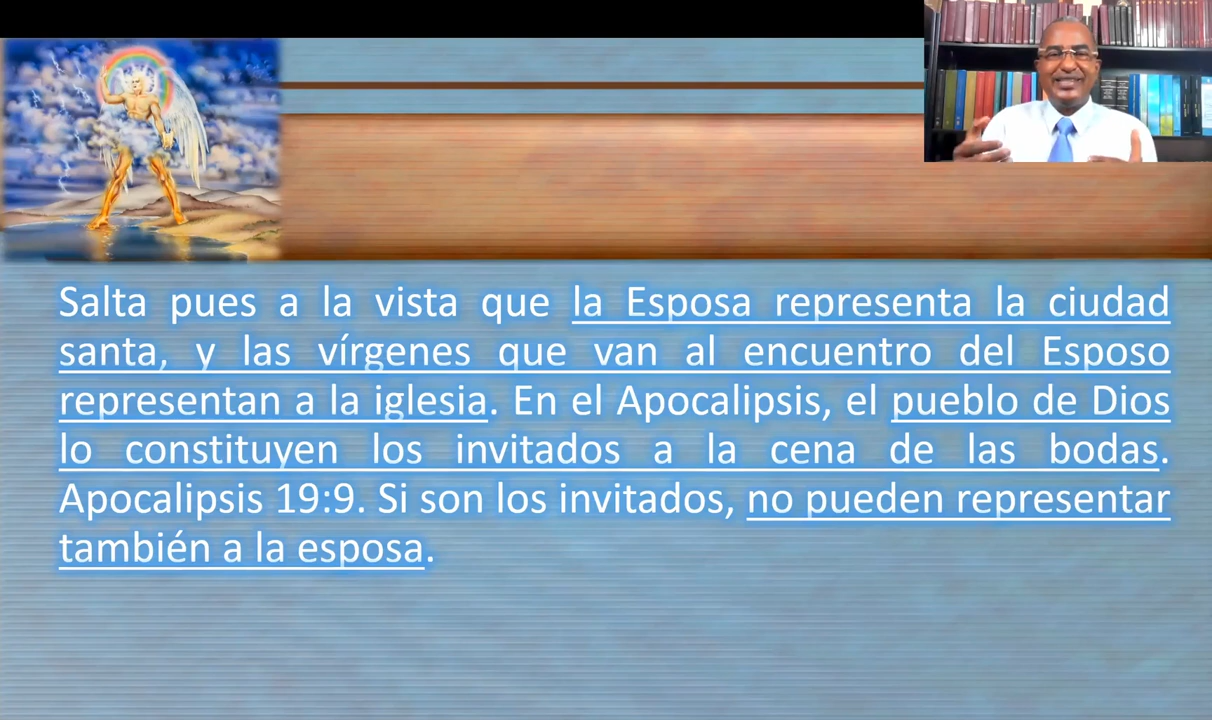 Salta pues a la vista que la Esposa representa la ciudad
santa, y las vírgenes que van al encuentro del Esposo
representan a la iglesia. En el Apocalipsis, el pueblo de Dios
lo constituyen los invitados a la cena de las bodas.
Apocalipsis 19:9. Si son los invitados, no pueden representar
también a la esposa.